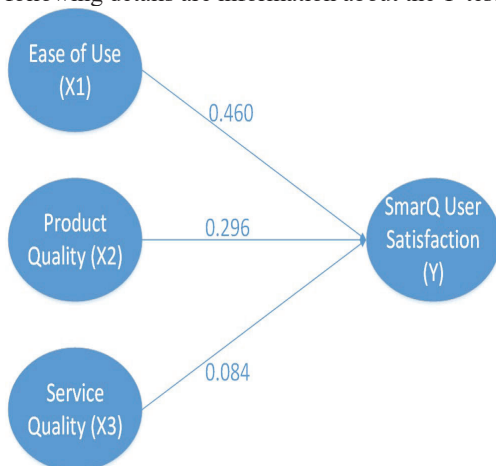 Ease of Use
(X1)
0.460
Product
Quality (X2)
0.296
SmarQ User
Satisfaction
(Y)
Service
Quality (X3)
0.084